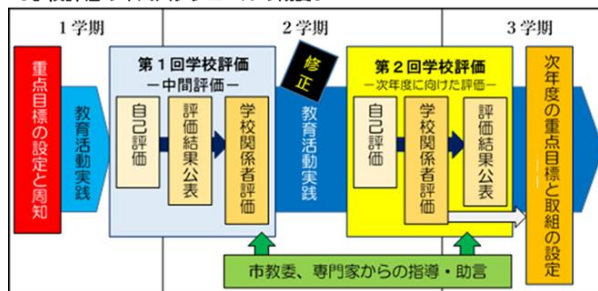 1学期
2学期
3学期
重点目標の設定と周知
教育活動実践
第1回学校評価
―中間評価―
自己評価
評価結果公表
学校関係者評価
修正
教育活動実践
第2回学校評価
―次年度に向けた評価―
自己評価
学校関係者評価
評価結果公表
次年度の重点目標と取組の設定
市教委、専門家からの指導・助言